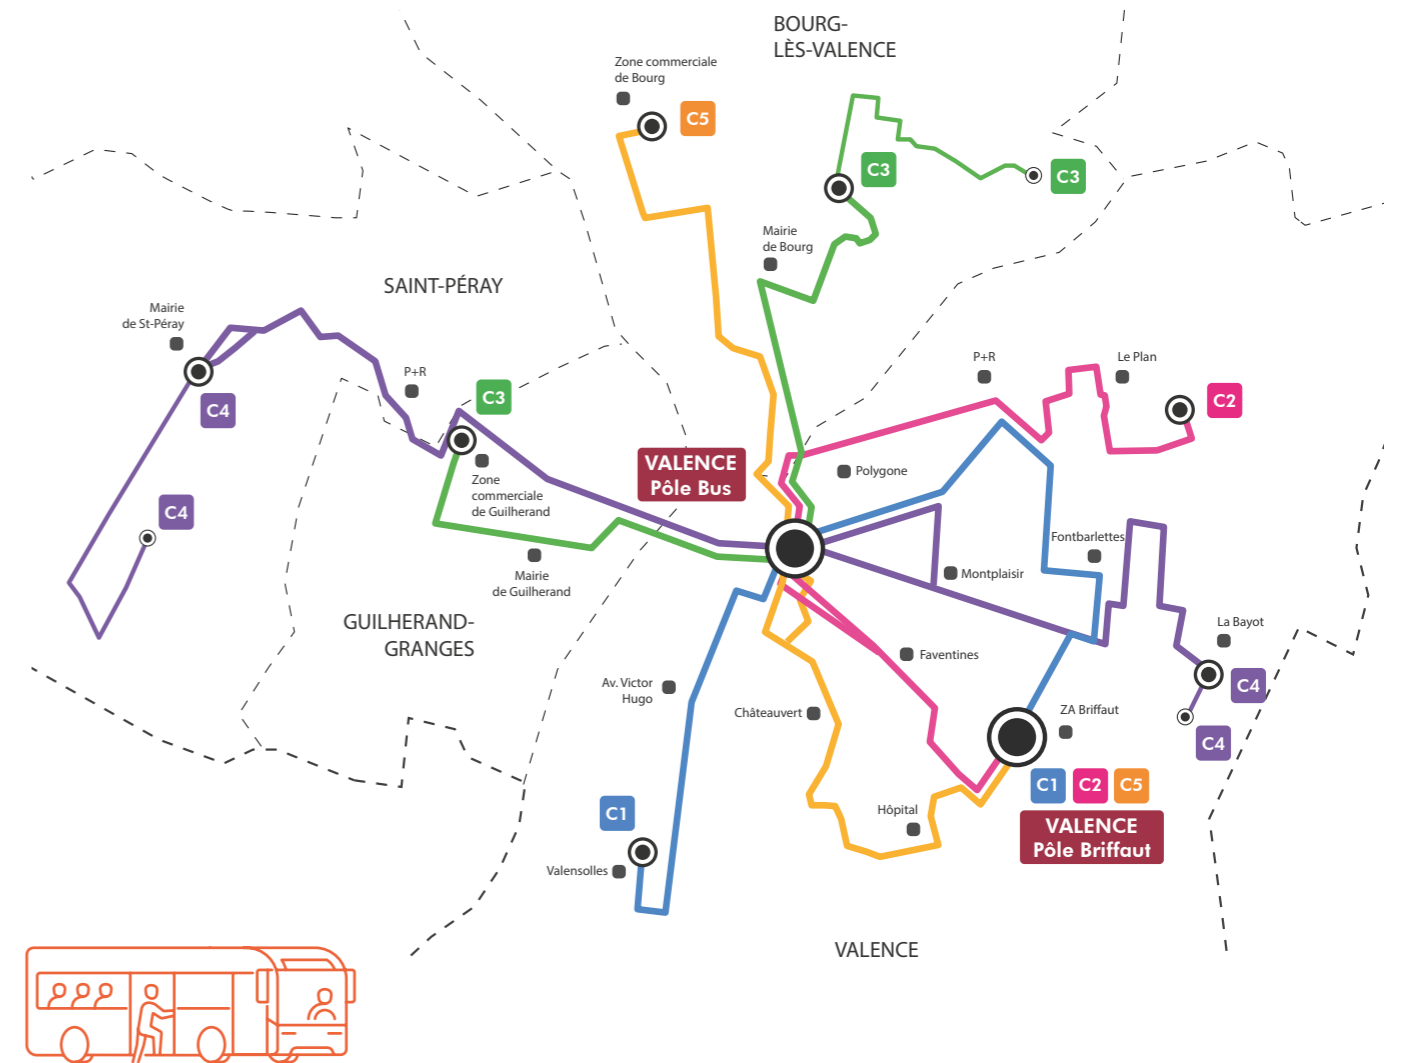 BOURG-
LÈS-VALENCE
Zone commerciale
de Bourg
C5
C3
C3
Mairie
de Bourg
SAINT-PÉRAY
Mairie
de St-Péray
C4
P+R
C3
P+R
Le Plan
C2
VALENCE
Pôle Bus
Polygone
Zone
commerciale
de Guilherand
C4
Mairie
de Guilherand
Fontbarlettes
Montplaisir
GUILHERAND-
GRANGES
La Bayot
C4
Faventines
Av. Victor
Hugo
Châteauvert
ZA Briffaut
C4
C1
C2
C5
C1
Hôpital
VALENCE
Pôle Briffaut
Valensolles
VALENCE